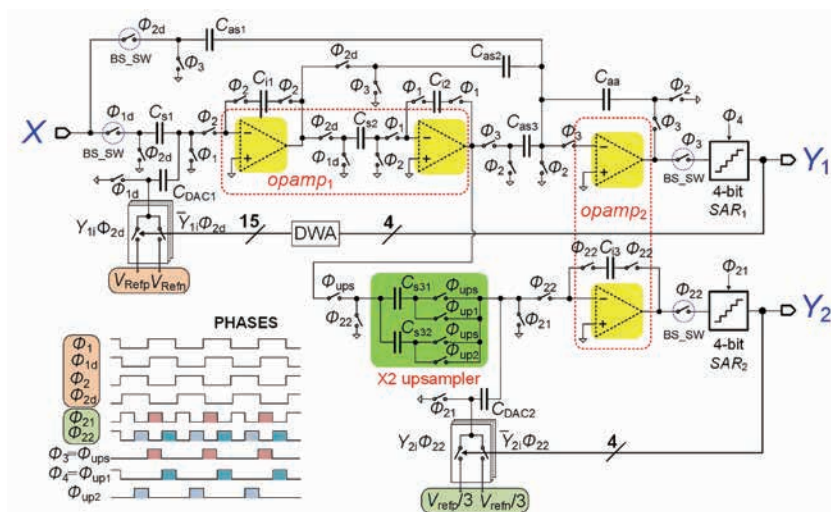 Φ2d
Cas1
BS_SW
Φ3
Φ2d
Cas2
Φ2
Ci1
Φ2
Φ3
Φ1
Ci2
Φ1
Caa
Φ2
X
Φ1d
Cs1
Φ2
Φ2d
Cs2
Φ1
Φ3
Cas3
Φ3
Φ3
Φ3
Φ4
Y1
BS_SW
Φ2d
Φ1
Φ1d
Φ2
Φ2
Φ2
BS_SW
4-bit
SAR1
opamp1
opamp2
Φ1d
CDAC1
Y1iΦ2d
Y̅1iΦ2d
15
DWA
4
VRefp
VRefn
Φups
Φ22
Cs31
Φups
Φup1
Cs32
Φups
Φup2
X2 upsampler
Φ22
Φ21
Φ22
Ci3
Φ22
Φ22
Φ21
Y2
BS_SW
4-bit
SAR2
Φ21
CDAC2
Y2iΦ22
Y̅2iΦ22
4
Vrefp/3
Vrefn/3
PHASES
Φ1
Φ1d
Φ2
Φ2d
Φ21
Φ22
Φ3=Φups
Φ4=Φup1
Φup2